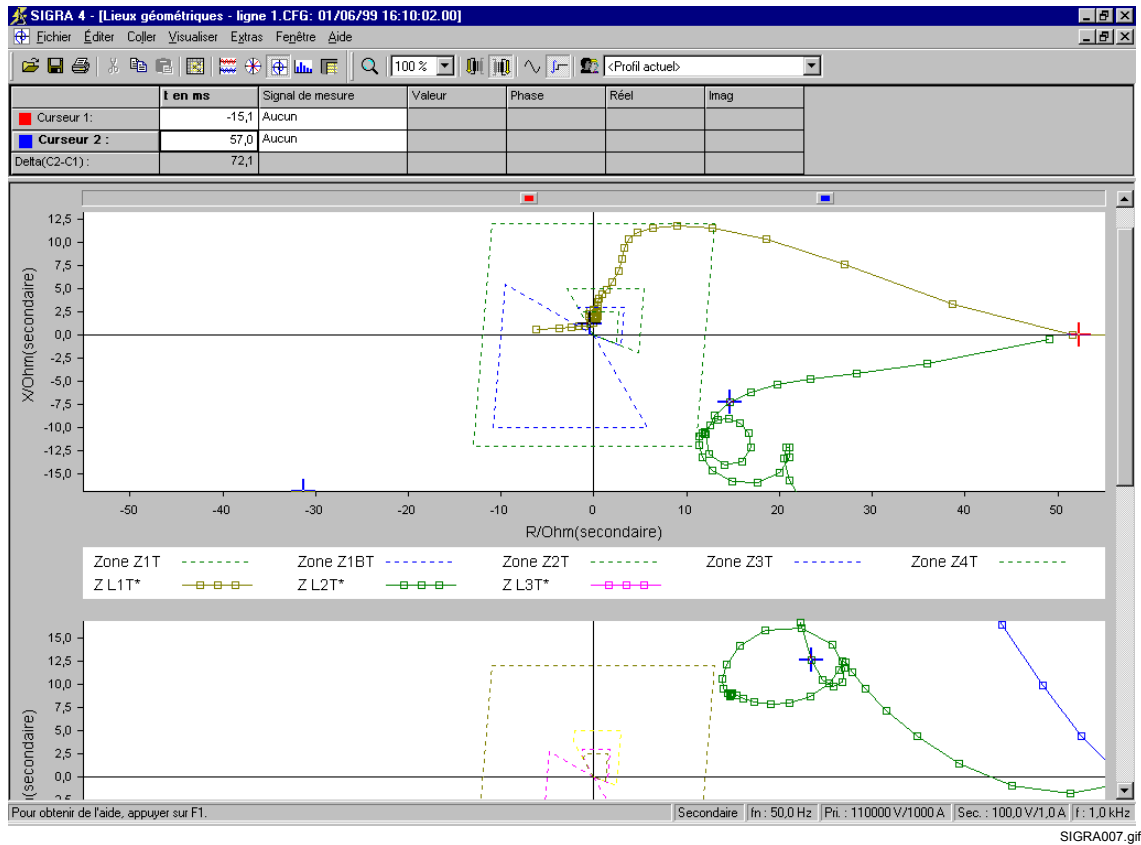 SIGRA 4 - [Lieux géométriques - ligne 1.CFG: 01/06/99 16:10:02.00]
Fichier Éditer Coller Visualiser Extras Fenêtre Aide
100 % <Profil actuel>
t en ms Signal de mesure Valeur Phase Réel Imag
Curseur 1: -15,1 Aucun
Curseur 2 : 57,0 Aucun
Delta(C2-C1) : 72,1
12,5
10,0
7,5
5,0
2,5
0,0
-2,5
-5,0
-7,5
-10,0
-12,5
-15,0
X/Ohm(secondaire)
-50 -40 -30 -20 -10 0 10 20 30 40 50
R/Ohm(secondaire)
Zone Z1T Zone Z1BT Zone Z2T Zone Z3T Zone Z4T
Z L1T* Z L2T* Z L3T*
15,0
12,5
10,0
7,5
5,0
2,5
0,0
(secondaire)
Pour obtenir de l'aide, appuyer sur F1. Secondaire fn : 50,0 Hz Pri. : 110000 V/1000 A Sec. : 100,0 V/1,0 A f : 1,0 kHz
SIGRA007.gif